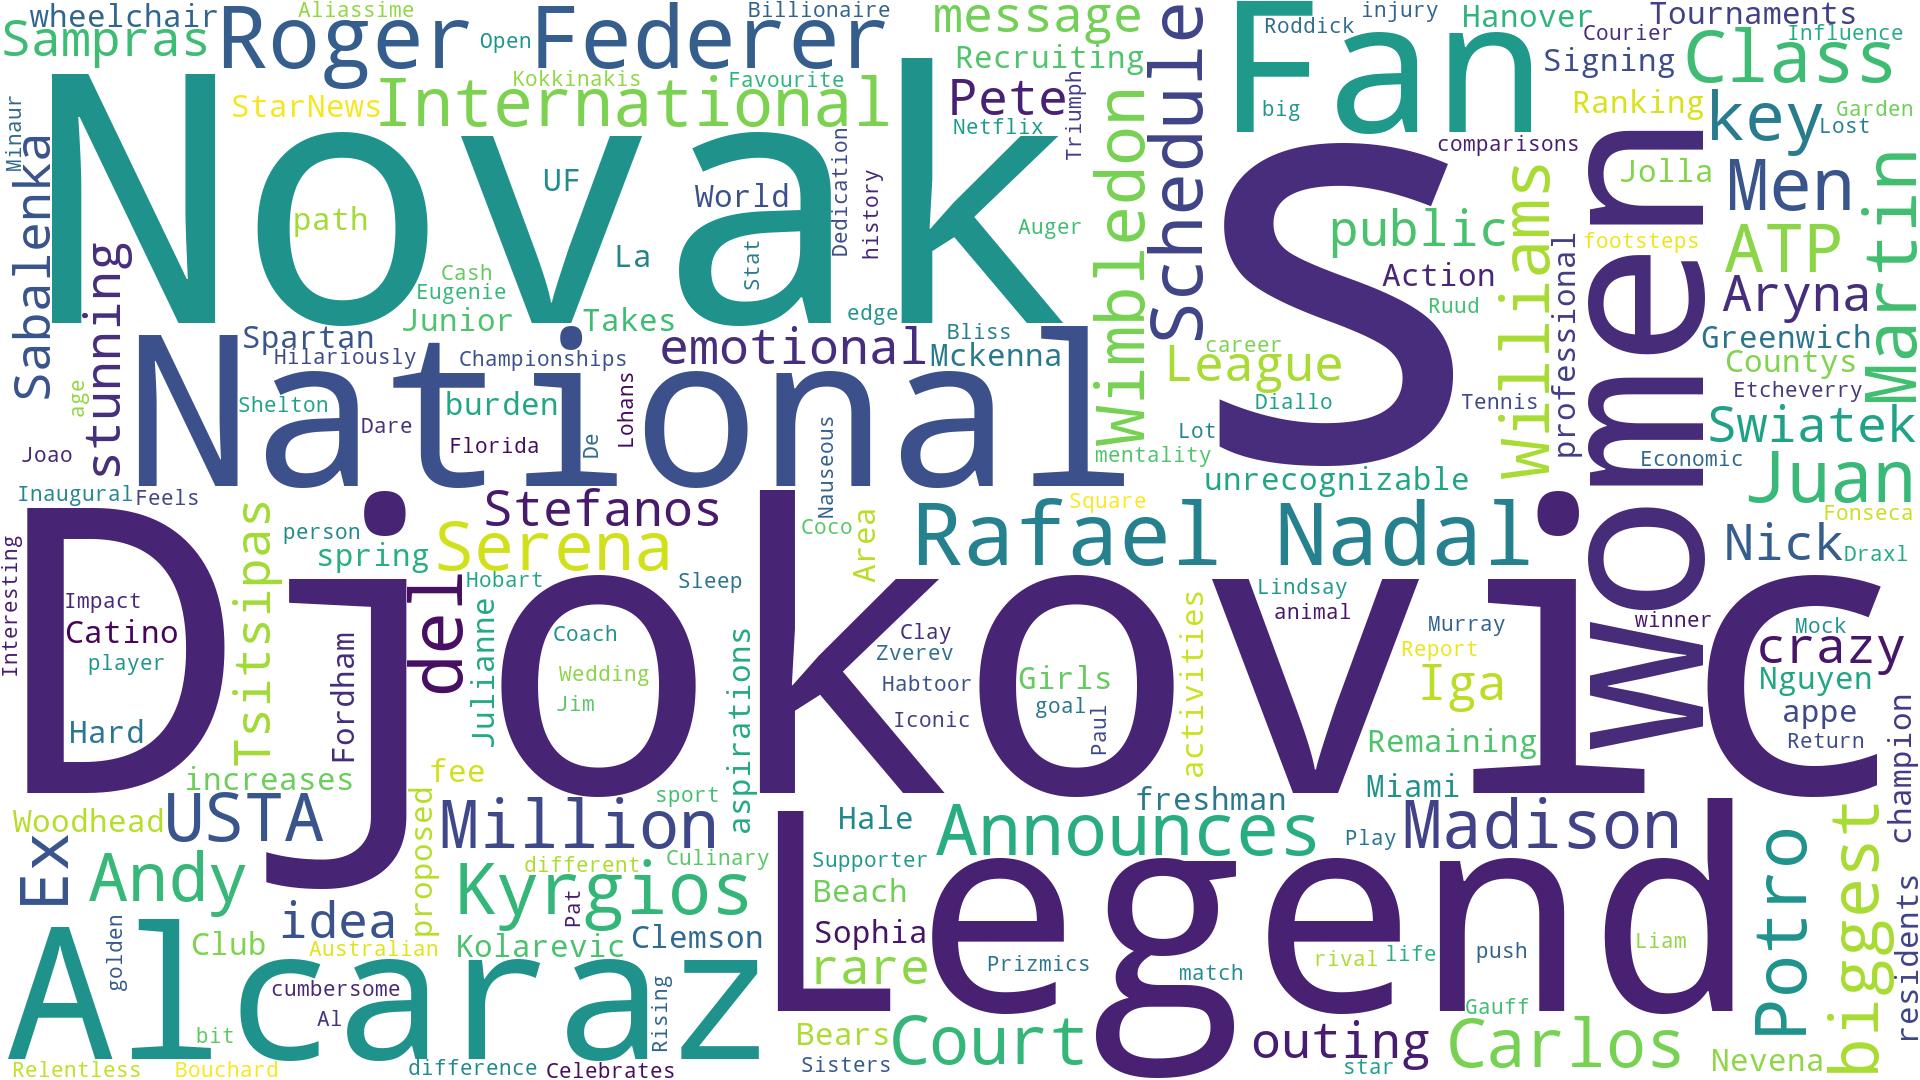 wheelchair
Aliassime
Billionaire
message
Roddick
injury
Hanover
Tournaments
Sampras
Roger Federer
Open
Recruiting
Schedule
Fan
Courier
Influence
Signing
Class
Kokkinakis
Favourite
StarNews
International
Pete
Triumph
big
Ranking
key
Garden
Lost
Minaur
Novak
Netflix
Wimbledon
S
comparisons
women
Men
Jolla
Martin
Sabalenka
UF
World
Dedication
history
path
Auger
public
Williams
professional
footsteps
ATP
stunning
La
Stat
Cash
Eugenie
Action
Ruud
Aryna
Junior
Takes
edge
Spartan
National
emotional
Bliss
Mckenna
career
League
Greenwich
Countys
Hilariously
Championships
age
Shelton
burden
Lohans
Diallo
Tennis
Etcheverry
Swiatek
Dare
Florida
De
Nauseous
Lot
mentality
Joao
Economic
Juan
Inaugural
Feels
unrecognizable
Stefanos
Square
Coco
Area
Rafael Nadal
Fonseca
Interesting
Tsitsipas
person
spring
Serena
Nick
Draxl
Djokovic
del
Hobart
Sleep
Lindsay
animal
Impact
Catino
player
Fordham
Julianne
Coach
Wedding
Jim
aspirations
Clay
Zverev
Habtoor
Iconic
Girls
goal
Paul
activities
Murray
Report
Iga
winner
Mock
crazy
Nguyen
appe
Return
champion
Hard
Remaining
increases
fee
sport
freshman
Miami
Woodhead
USTA
proposed
Million
Hale
Announces
Play
Madison
Potro
biggest
Ex
Andy
different
Culinary
Supporter
Legend
Kyrgios
Beach
Pat
idea
golden
Club
Australian
Kolarevic
Clemson
Sophia
residents
Alcaraz
rare
Prizmics
match
rival
life
push
Liam
cumbersome
Al
Rising
bit
Bears
Court
Gauff
outing
Carlos
Relentless
Bouchard
difference
Celebrates
Sisters
star
Nevena